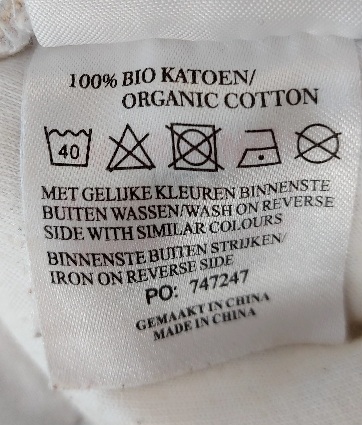 100% BIO KATOEN/
ORGANIC COTTON
40
MET GELIJKE KLEUREN BINNENSTE
BUITEN WASSEN/WASH ON REVERSE
SIDE WITH SIMILAR COLOURS
BINNENSTE BUITEN STRIJKEN/
IRON ON REVERSE SIDE
PO: 747247
GEMAAKT IN CHINA
MADE IN CHINA